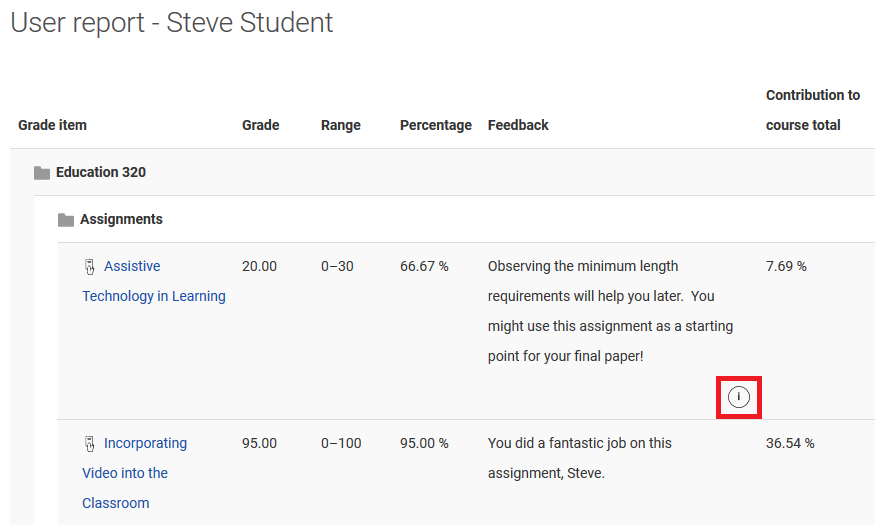 User report - Steve Student
Contribution to
Grade item Grade Range Percentage Feedback course total
Education 320
Assignments
Assistive 20.00 0–30 66.67 % Observing the minimum length 7.69 %
Technology in Learning requirements will help you later.  You
might use this assignment as a starting
point for your final paper!
i
Incorporating 95.00 0–100 95.00 % You did a fantastic job on this 36.54 %
Video into the assignment, Steve.
Classroom